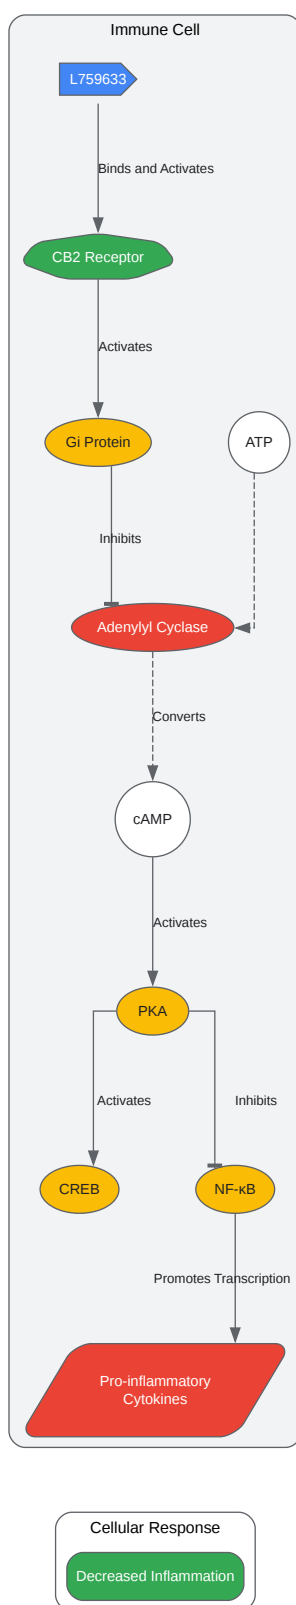 Immune Cell
L759633
Binds and Activates
CB2 Receptor
Activates
Gi Protein
ATP
Inhibits
Adenylyl Cyclase
Converts
cAMP
Activates
PKA
Activates
Inhibits
CREB
NF-κB
Promotes Transcription
Pro-inflammatory
Cytokines
Cellular Response
Decreased Inflammation